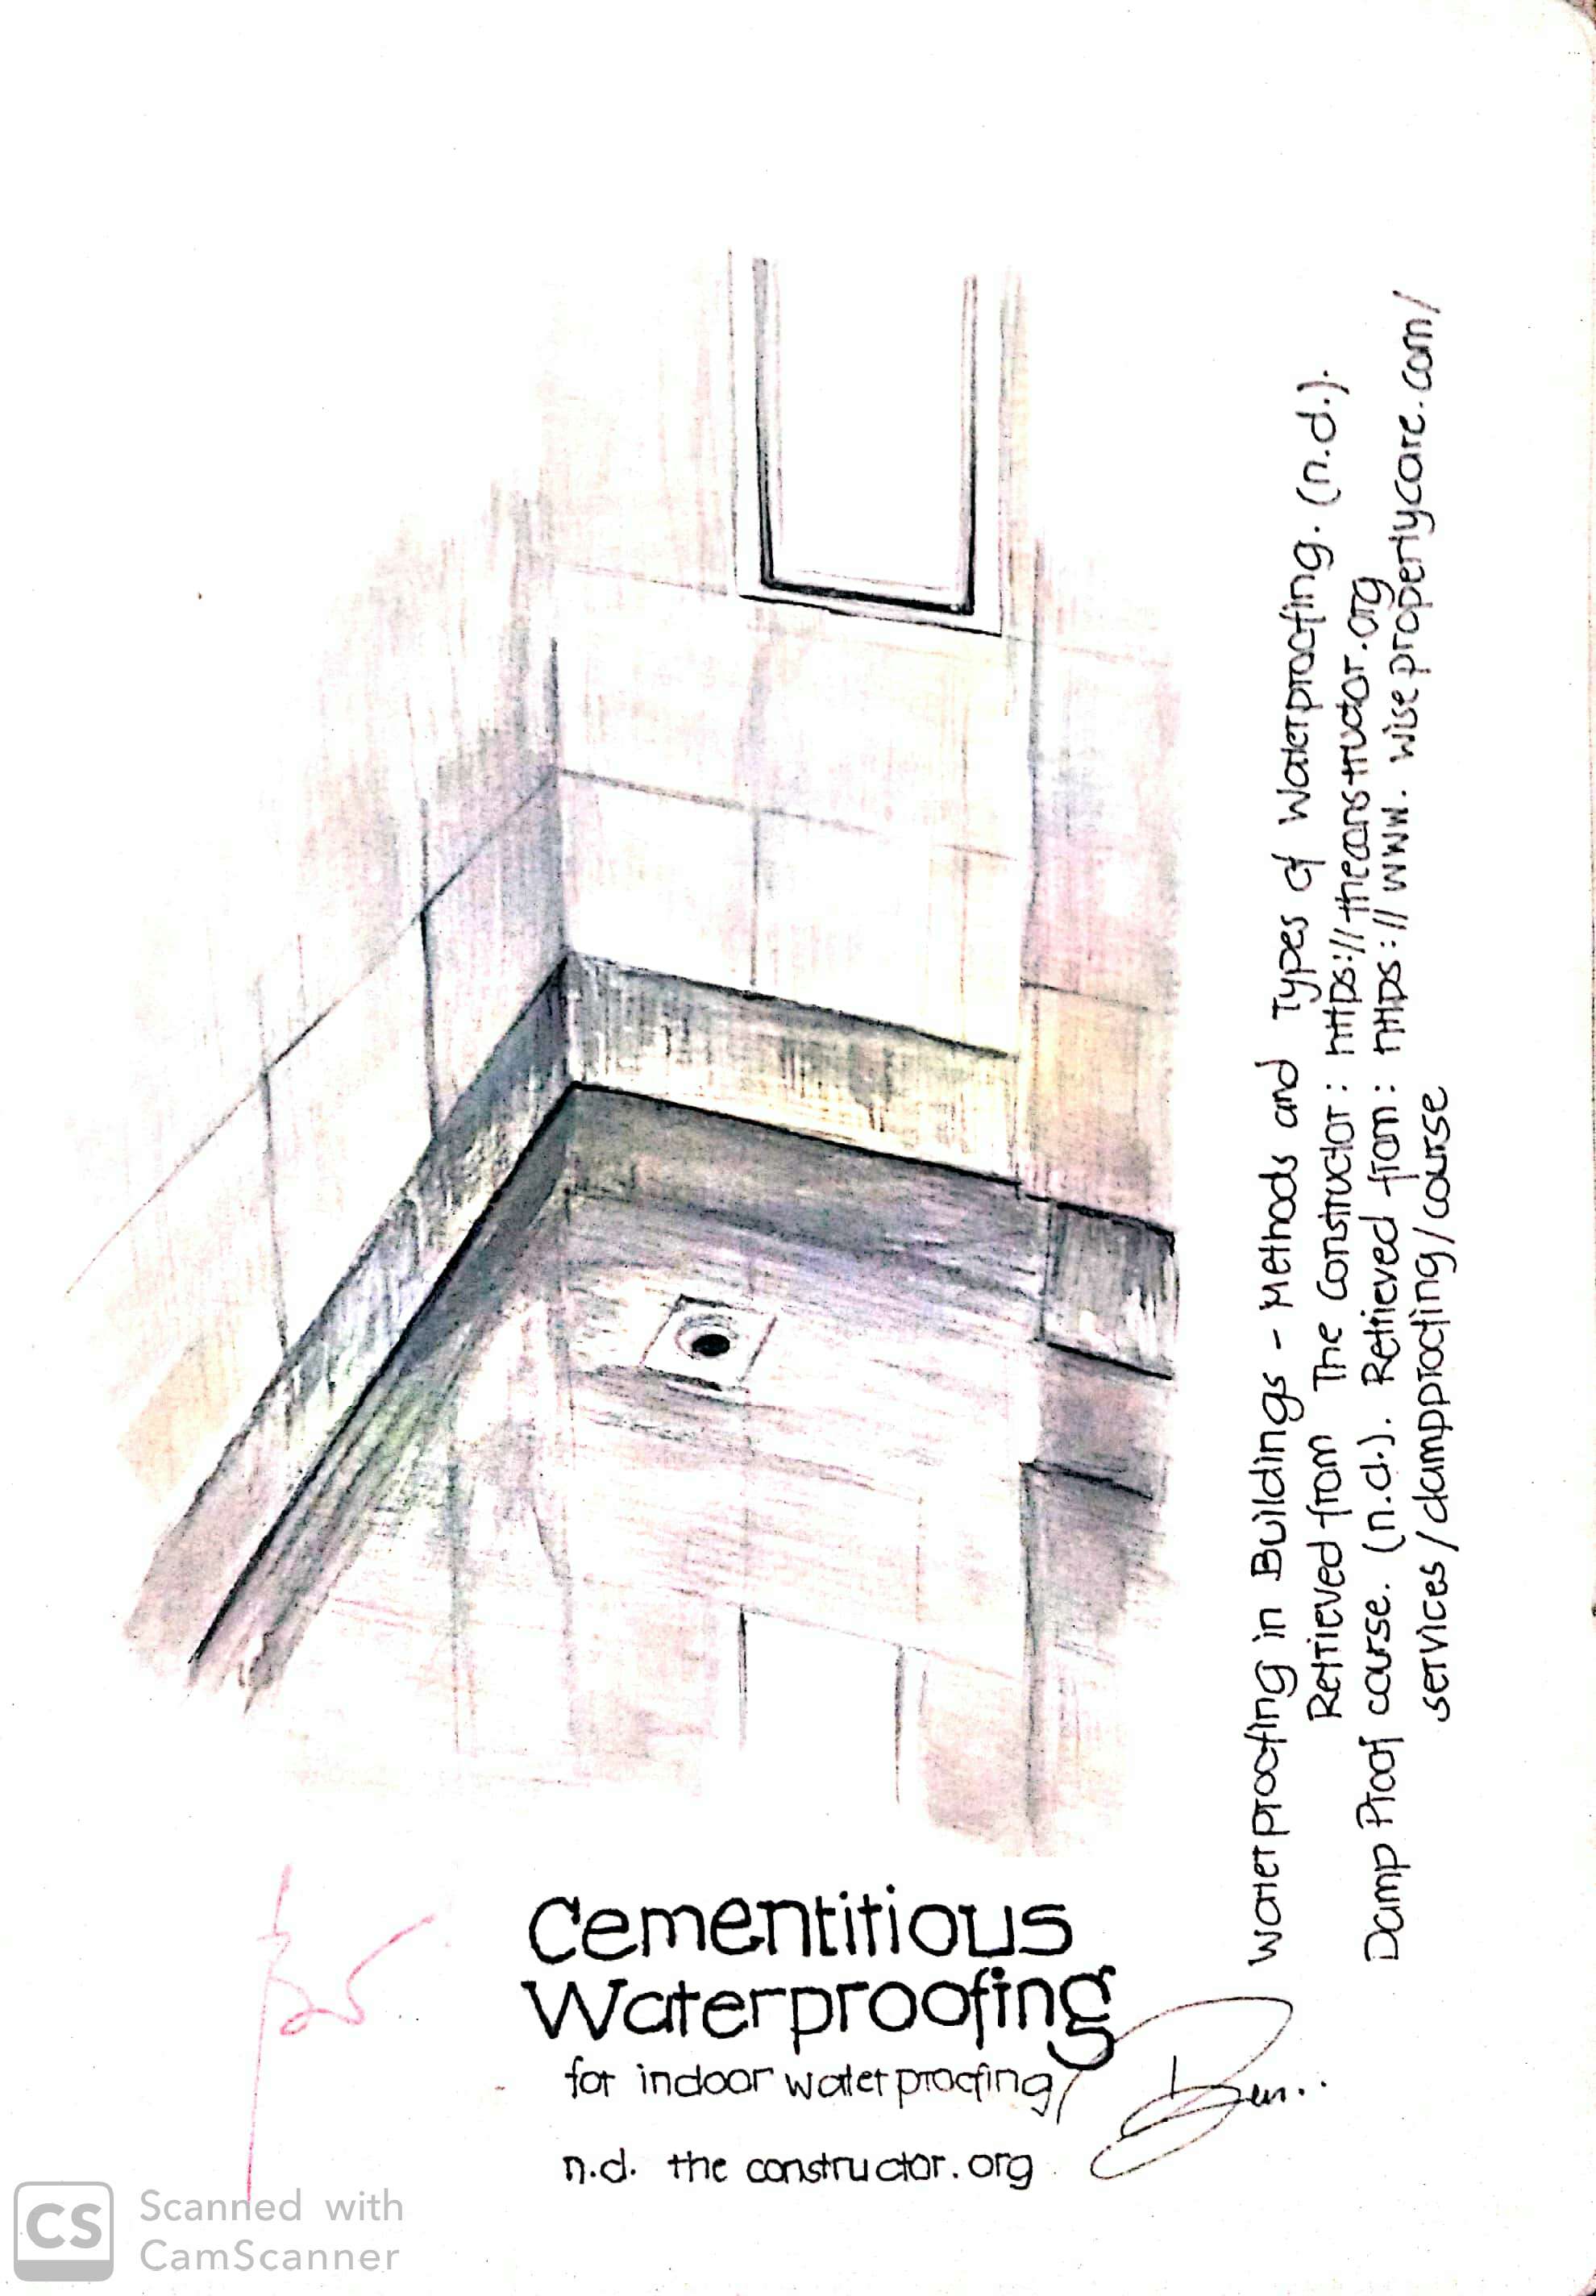 Cementitious
Waterproofing
for indoor waterproofing
n.d. the constructor.org
Waterproofing in Buildings - Methods and Types of Waterproofing. (n.d.).
Retrieved from The Constructor: https://theconstructor.org
Damp Proof course. (n.d.). Retrieved from: https://www.wisepropertycare.com/
services/dampproofing/course
Ben..
CS
Scanned with
CamScanner